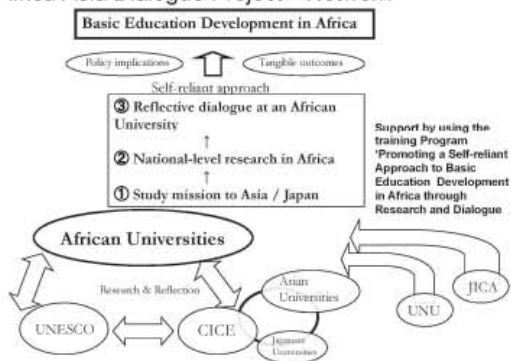 Basic Education Development in Africa
Policy implications
Tangible outcomes
Self-reliant approach
③ Reflective dialogue at an African
University
↑
② National-level research in Africa
↑
① Study mission to Asia / Japan
Support by using the
training Program
'Promoting a Self-reliant
Approach to Basic
Education Development
in Africa through
Research and Dialogue
African Universities
Research & Reflection
Asian
Universities
JICA
UNU
UNESCO
CICE
Japanese
Universities